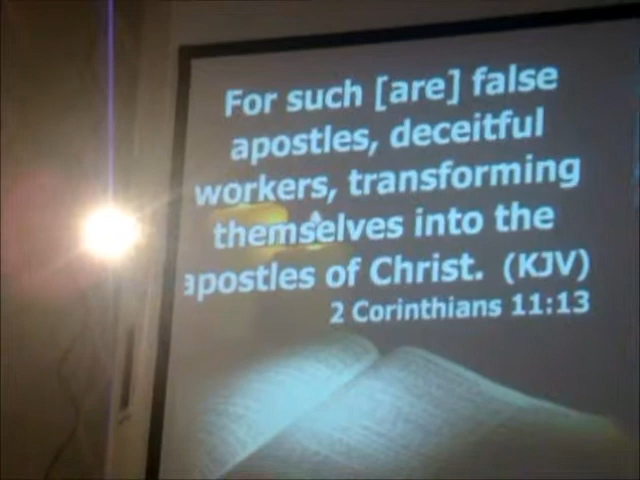 For such [are] false
apostles, deceitful
workers, transforming
themselves into the
apostles of Christ. (KJV)
2 Corinthians 11:13